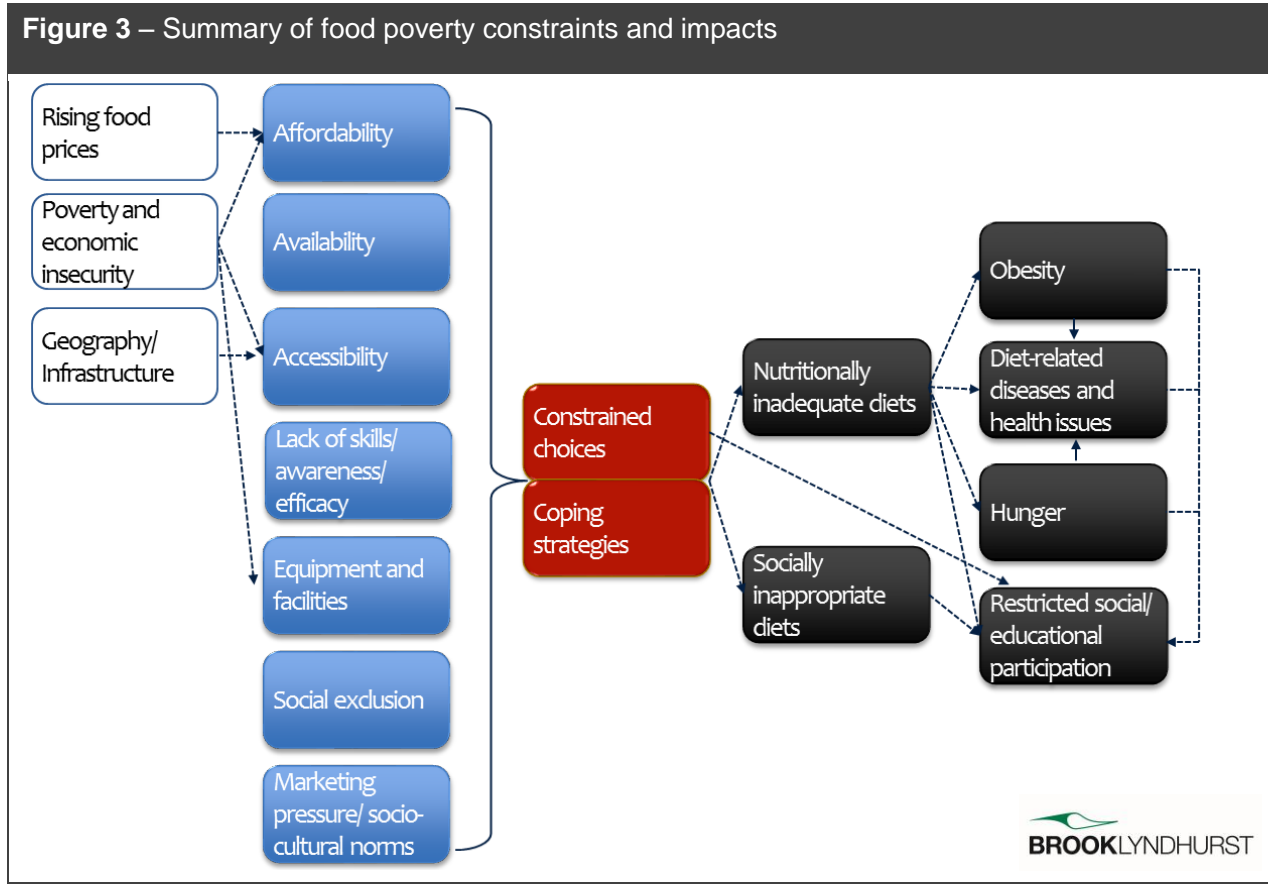 Figure 3 – Summary of food poverty constraints and impacts
Rising food
prices
Poverty and
economic
insecurity
Geography/
Infrastructure
Affordability
Availability
Accessibility
Lack of skills/
awareness/
efficacy
Equipment and
facilities
Social exclusion
Marketing
pressure/ socio-
cultural norms
Constrained
choices
Coping
strategies
Nutritionally
inadequate diets
Socially
inappropriate
diets
Obesity
Diet-related
diseases and
health issues
Hunger
Restricted social/
educational
participation
BROOKLYNDHURST